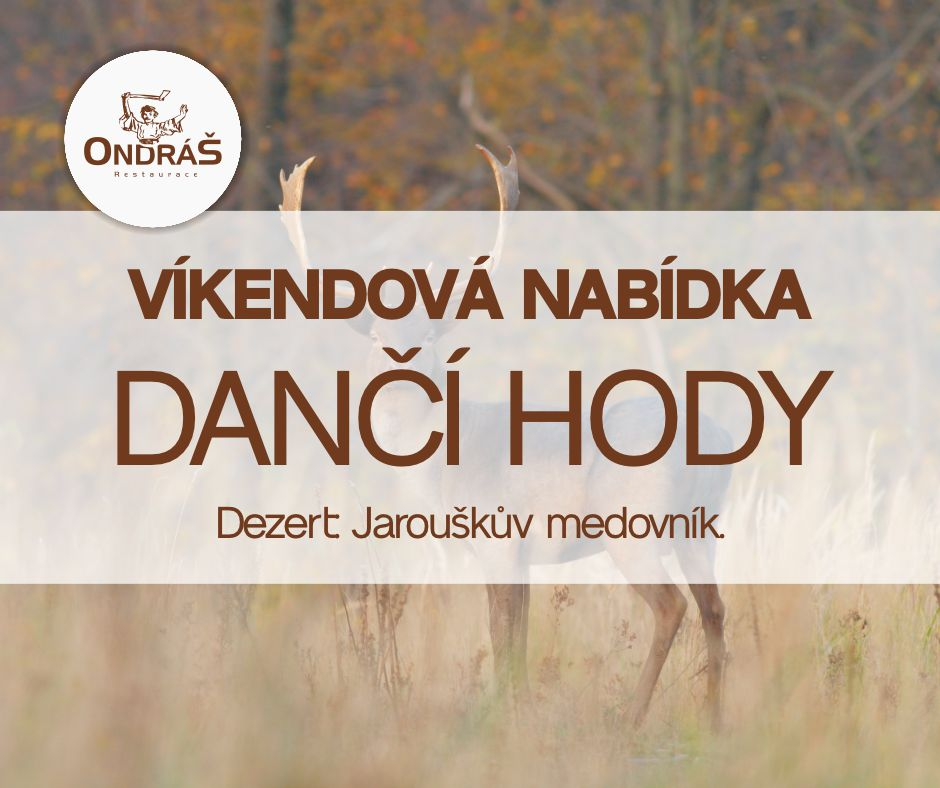 ONDRÁŠ
Restaurace
VÍKENDOVÁ NABÍDKA
DANČÍ HODY
Dezert: Jarouškův medovník.